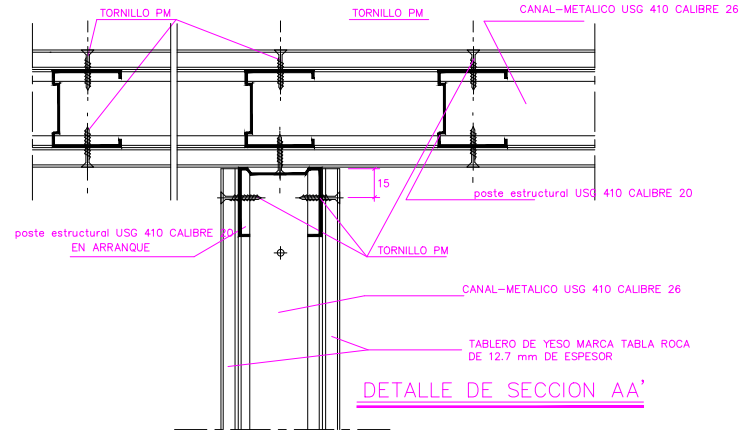 CANAL-METALICO USG 410 CALIBRE 26
TORNILLO PM
TORNILLO PM
15
poste estructural USG 410 CALIBRE 20
poste estructural USG 410 CALIBRE 20
EN ARRANQUE
TORNILLO PM
CANAL-METALICO USG 410 CALIBRE 26
TABLERO DE YESO MARCA TABLA ROCA
DE 12.7 mm DE ESPESOR
DETALLE DE SECCION AA'